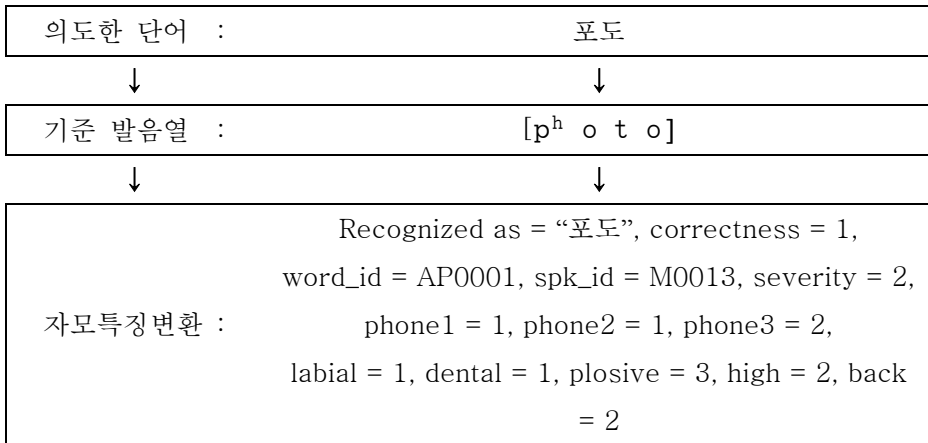 의도한 단어 : 포도
↓ ↓
기준 발음열 : [pʰ o t o]
↓ ↓
Recognized as = “포도”, correctness = 1,
word_id = AP0001, spk_id = M0013, severity = 2,
자모특징변환 : phone1 = 1, phone2 = 1, phone3 = 2,
labial = 1, dental = 1, plosive = 3, high = 2, back
= 2